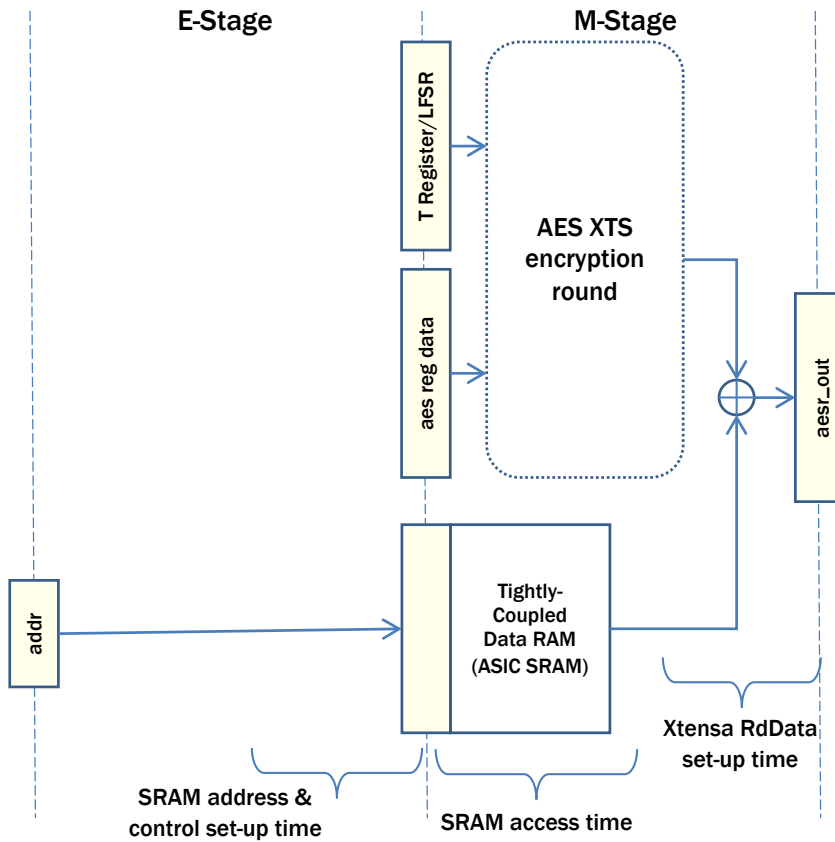 E-Stage
M-Stage
T Register/LFSR
AES XTS
encryption
round
aes reg data
aesr_out
addr
Tightly-
Coupled
Data RAM
(ASIC SRAM)
Xtensa RdData
set-up time
SRAM address &
control set-up time
SRAM access time